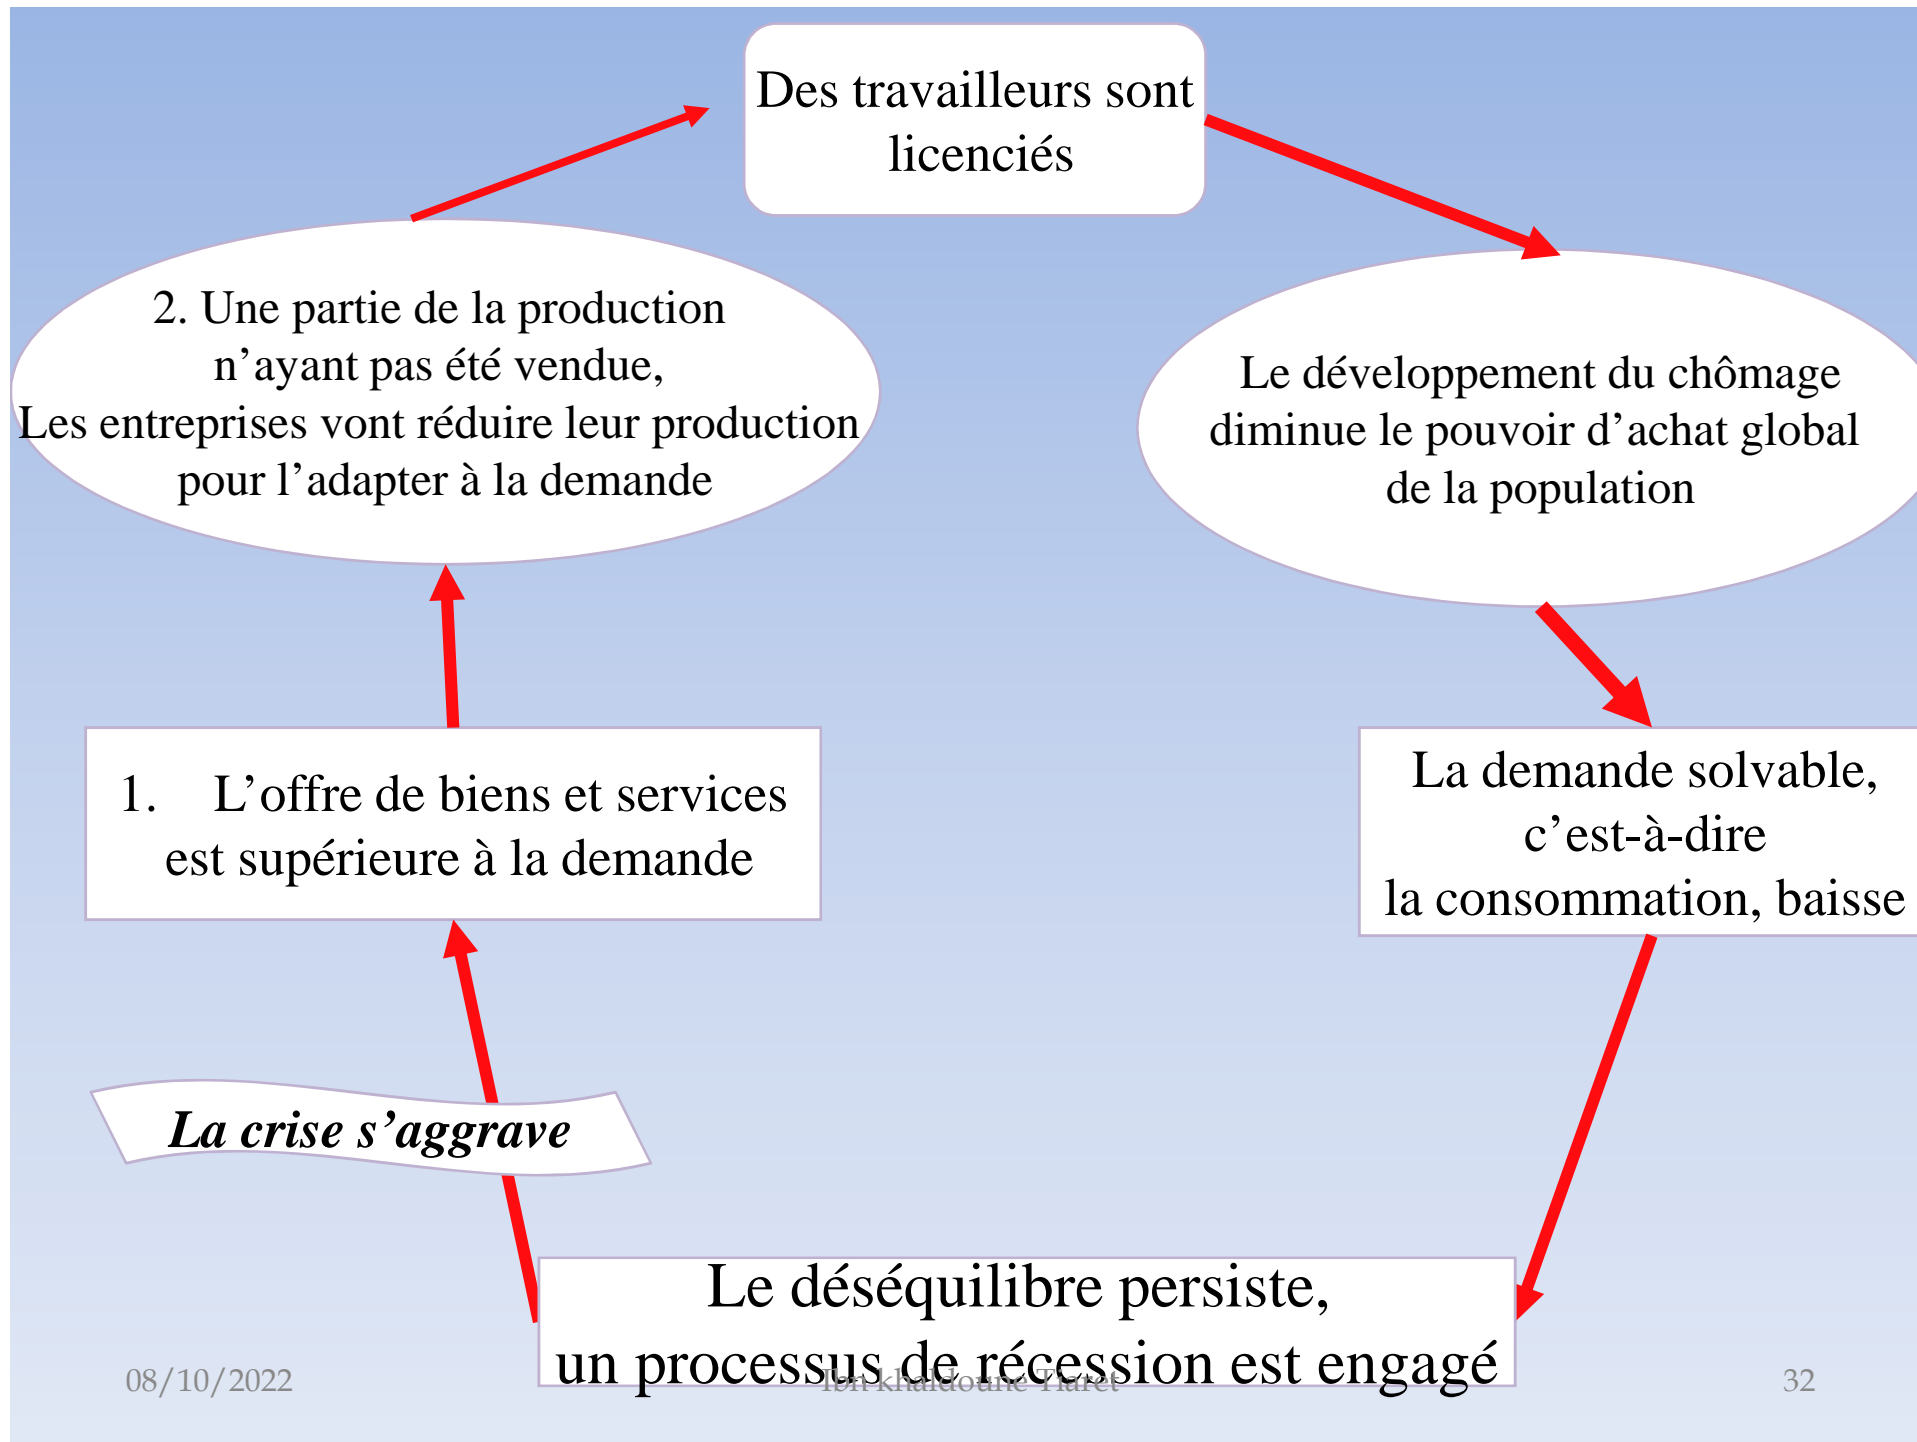 Des travailleurs sont
licenciés
2. Une partie de la production
n’ayant pas été vendue,
Les entreprises vont réduire leur production
pour l’adapter à la demande
Le développement du chômage
diminue le pouvoir d’achat global
de la population
1. L’offre de biens et services
est supérieure à la demande
La demande solvable,
c’est-à-dire
la consommation, baisse
La crise s’aggrave
Le déséquilibre persiste,
un processus de récession est engagé
08/10/2022
Ibn khaldoune Tiaret
32